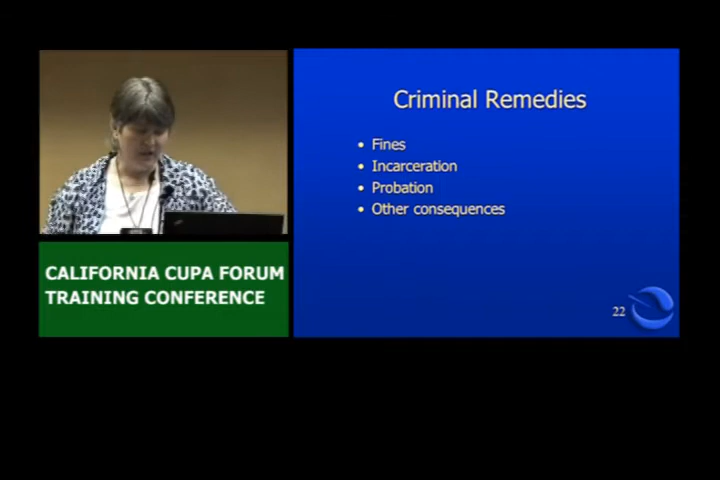 Criminal Remedies
• Fines
• Incarceration
• Probation
• Other consequences
22
CALIFORNIA CUPA FORUM
TRAINING CONFERENCE